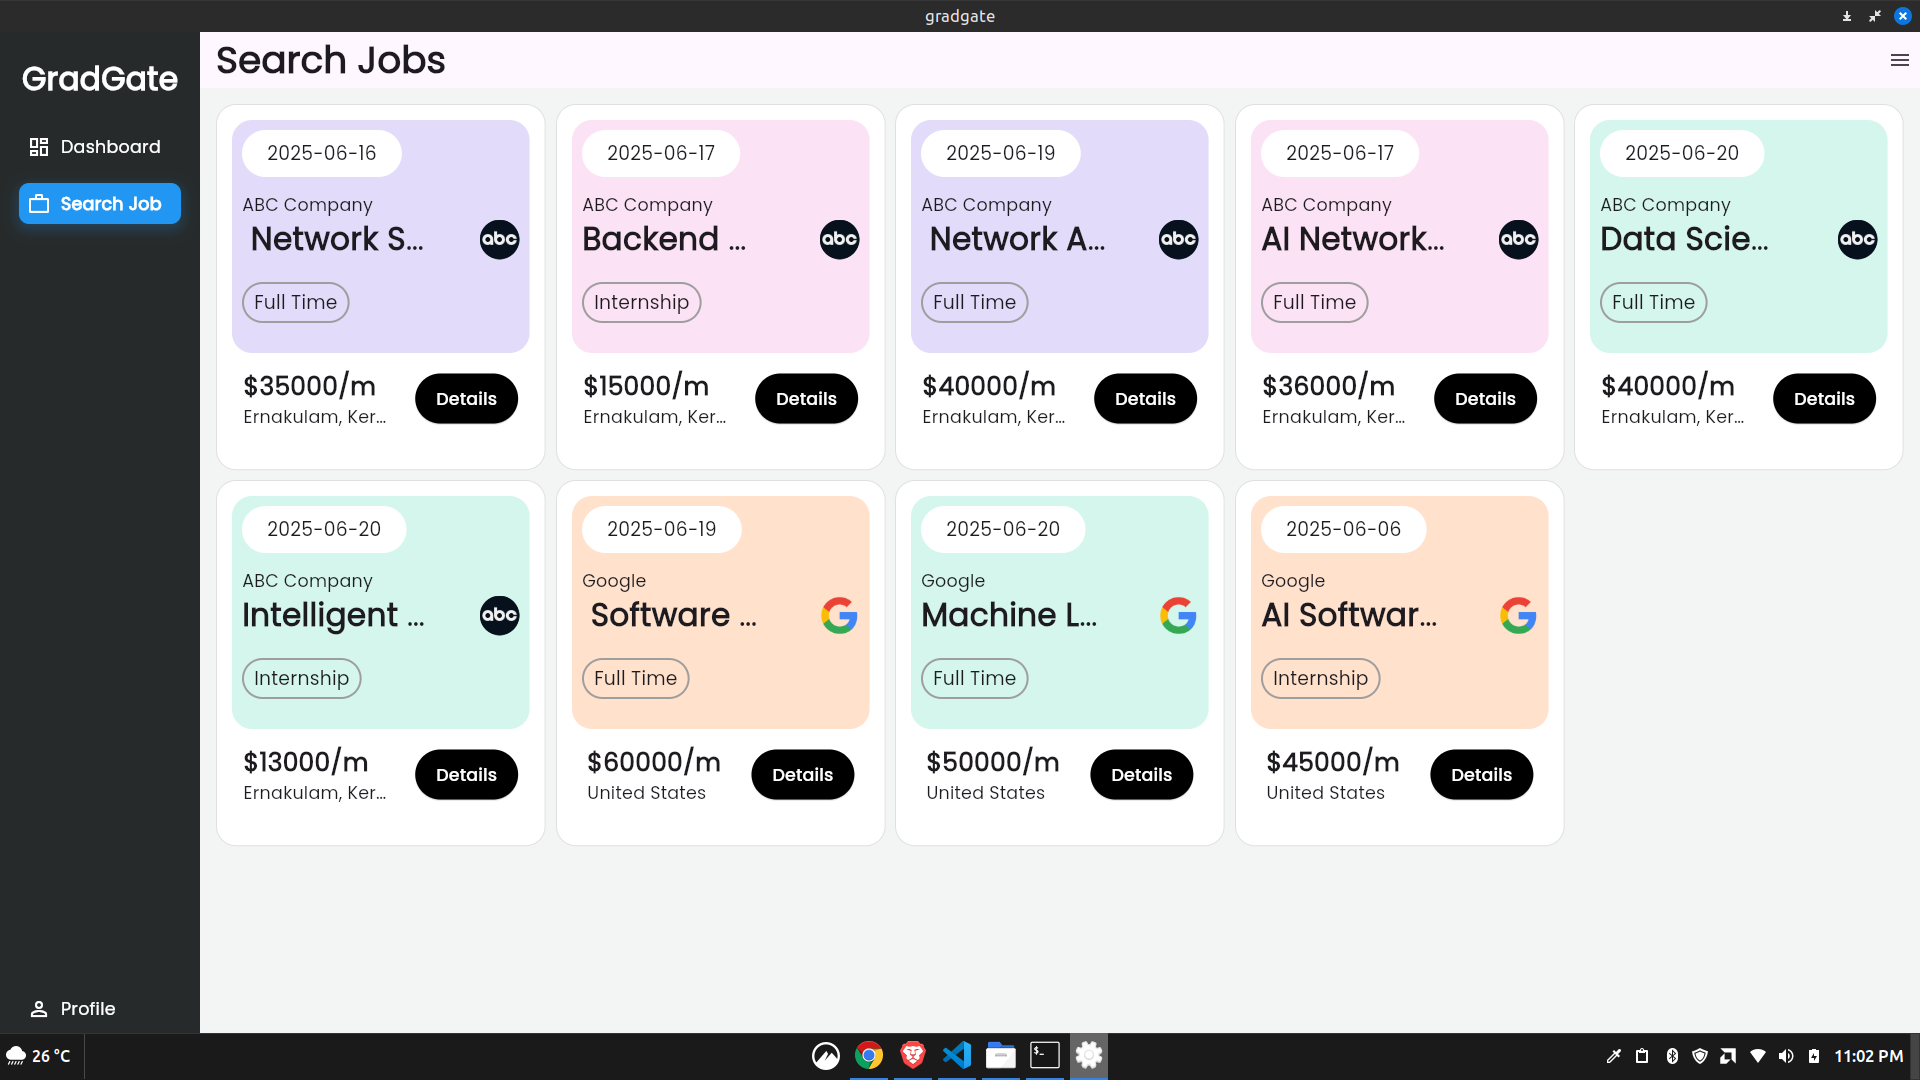 gradgate
GradGate
Dashboard
Search Job
Profile
Search Jobs
2025-06-16
ABC Company
Network S...
abc
Full Time
$35000/m
Ernakulam, Ker...
Details
2025-06-17
ABC Company
Backend ...
abc
Internship
$15000/m
Ernakulam, Ker...
Details
2025-06-19
ABC Company
Network A...
abc
Full Time
$40000/m
Ernakulam, Ker...
Details
2025-06-17
ABC Company
AI Network...
abc
Full Time
$36000/m
Ernakulam, Ker...
Details
2025-06-20
ABC Company
Data Scie...
abc
Full Time
$40000/m
Ernakulam, Ker...
Details
2025-06-20
ABC Company
Intelligent ...
abc
Internship
$13000/m
Ernakulam, Ker...
Details
2025-06-19
Google
Software ...
G
Full Time
$60000/m
United States
Details
2025-06-20
Google
Machine L...
G
Full Time
$50000/m
United States
Details
2025-06-06
Google
AI Softwar...
G
Internship
$45000/m
United States
Details
26 °C
$_
11:02 PM